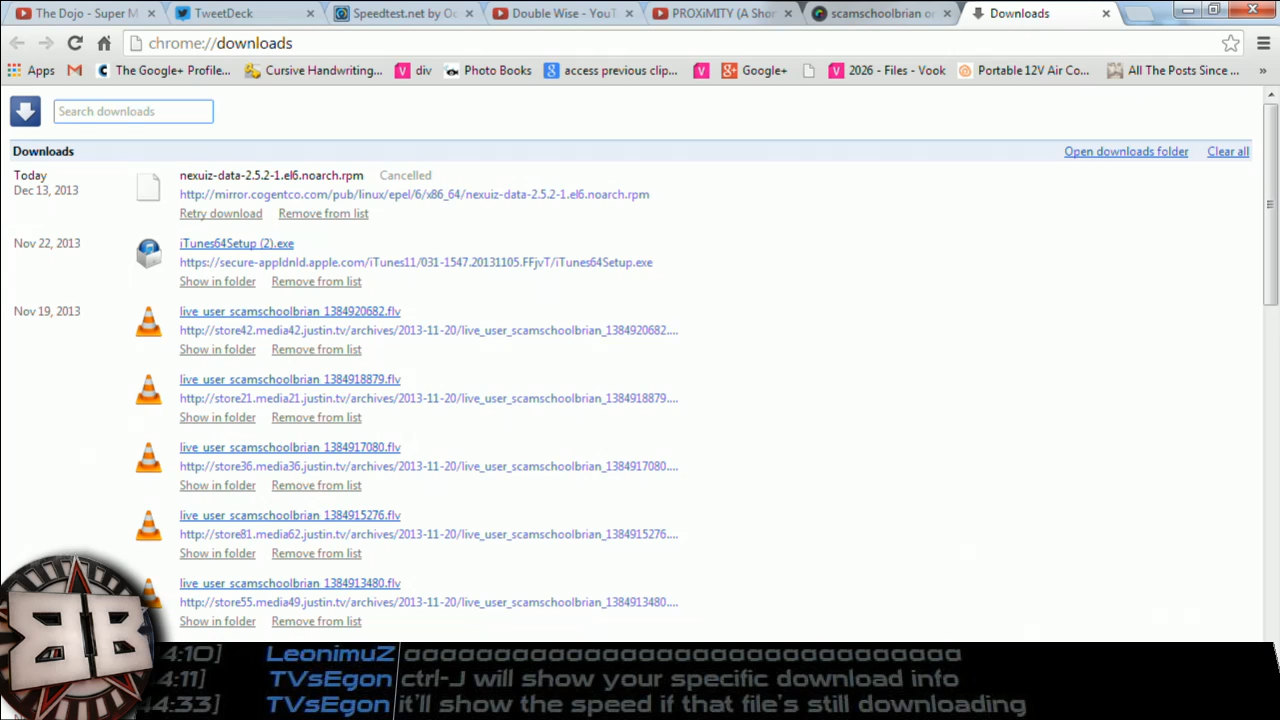 The Dojo - Super M
TweetDeck
Speedtest.net by Oo
Double Wise - YouT
PROXiMITY (A Shor
scamschoolbrian o
Downloads
chrome://downloads
Apps
The Google+ Profile...
Cursive Handwriting...
div
Photo Books
access previous clip...
Google+
2026 - Files - Vook
Portable 12V Air Co...
All The Posts Since ...
»
Search downloads
Downloads
Open downloads folder
Clear all
Today
Dec 13, 2013
nexuiz-data-2.5.2-1.el6.noarch.rpm Cancelled
http://mirror.cogentco.com/pub/linux/epel/6/x86_64/nexuiz-data-2.5.2-1.el6.noarch.rpm
Retry download Remove from list
Nov 22, 2013
iTunes64Setup (2).exe
https://secure-appldnld.apple.com/iTunes11/031-1547.20131105.FFjvT/iTunes64Setup.exe
Show in folder Remove from list
Nov 19, 2013
live_user_scamschoolbrian_1384920682.flv
http://store42.media42.justin.tv/archives/2013-11-20/live_user_scamschoolbrian_1384920682....
Show in folder Remove from list
live_user_scamschoolbrian_1384918879.flv
http://store21.media21.justin.tv/archives/2013-11-20/live_user_scamschoolbrian_1384918879....
Show in folder Remove from list
live_user_scamschoolbrian_1384917080.flv
http://store36.media36.justin.tv/archives/2013-11-20/live_user_scamschoolbrian_1384917080....
Show in folder Remove from list
live_user_scamschoolbrian_1384915276.flv
http://store81.media62.justin.tv/archives/2013-11-20/live_user_scamschoolbrian_1384915276....
Show in folder Remove from list
live_user_scamschoolbrian_1384913480.flv
http://store55.media49.justin.tv/archives/2013-11-20/live_user_scamschoolbrian_1384913480....
Show in folder Remove from list
BB
4:10] LeonimuZ
4:11] TVsEgon ctrl-J will show your specific download info
44:33] TVsEgon it'll show the speed if that file's still downloading